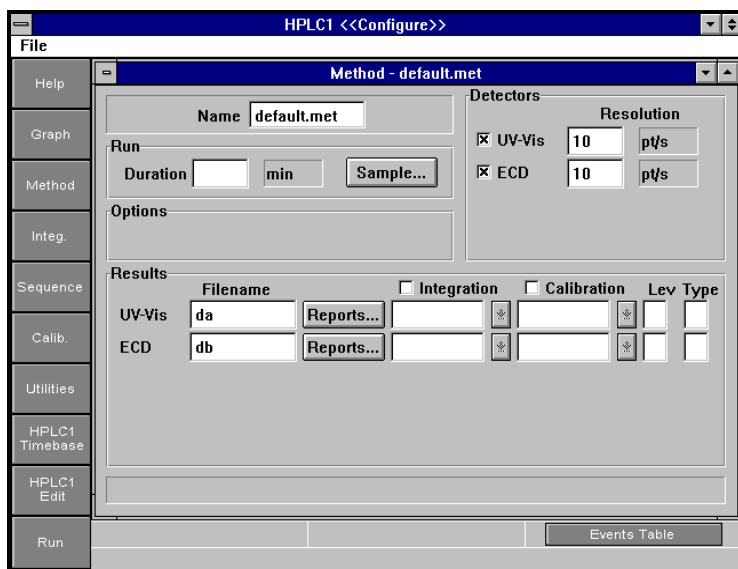 HPLC1 <<Configure>>
File
Help
Graph
Method
Integ.
Sequence
Calib.
Utilities
HPLC1
Timebase
HPLC1
Edit
Run
Method - default.met
Name default.met
Run
Duration min Sample...
Options
Detectors
Resolution
UV-Vis 10 pt/s
ECD 10 pt/s
Results
Filename Integration Calibration Lev Type
UV-Vis da Reports...
ECD db Reports...
Events Table